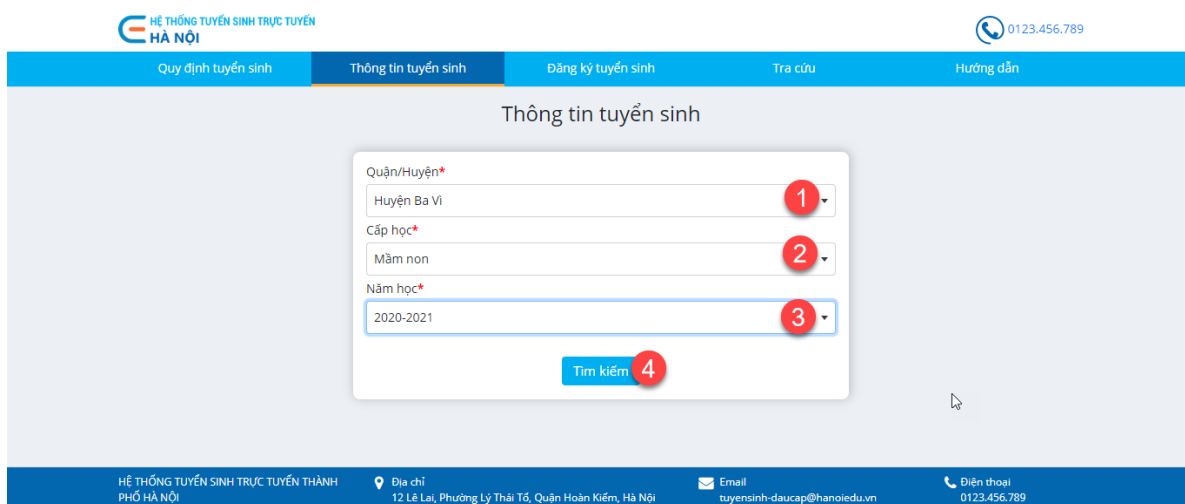 HỆ THỐNG TUYỂN SINH TRỰC TUYẾN
HÀ NỘI
0123.456.789
Quy định tuyển sinh
Thông tin tuyển sinh
Đăng ký tuyển sinh
Tra cứu
Hướng dẫn
Thông tin tuyển sinh
Quận/Huyện*
Huyện Ba Vì
1
Cấp học*
Mầm non
2
Năm học*
2020-2021
3
Tìm kiếm
4
HỆ THỐNG TUYỂN SINH TRỰC TUYẾN THÀNH
PHỐ HÀ NỘI
Địa chỉ
12 Lê Lai, Phường Lý Thái Tổ, Quận Hoàn Kiếm, Hà Nội
Email
tuyensinh-daucap@hanoiedu.vn
Điện thoại
0123.456.789